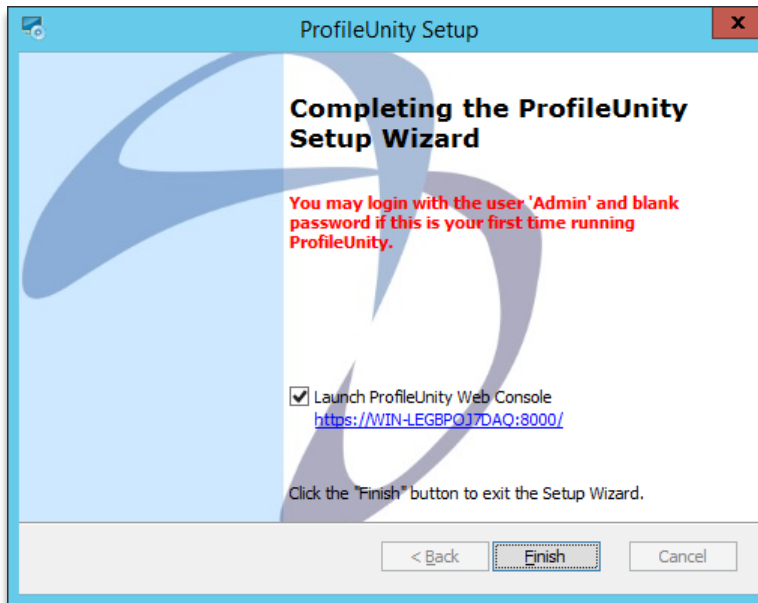 ProfileUnity Setup
x
Completing the ProfileUnity
Setup Wizard
You may login with the user 'Admin' and blank
password if this is your first time running
ProfileUnity.
Launch ProfileUnity Web Console
https://WIN-LEGBPOJ7DAQ:8000/
Click the "Finish" button to exit the Setup Wizard.
< Back
Finish
Cancel